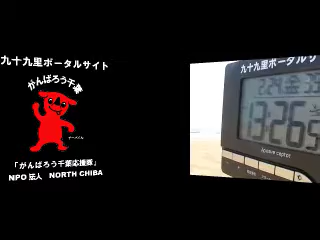 九十九里ポータルサイト
がんばろう千葉
「がんばろう千葉応援隊」
NPO 法人 NORTH CHIBA
九十九里ポータルサイ
13:26